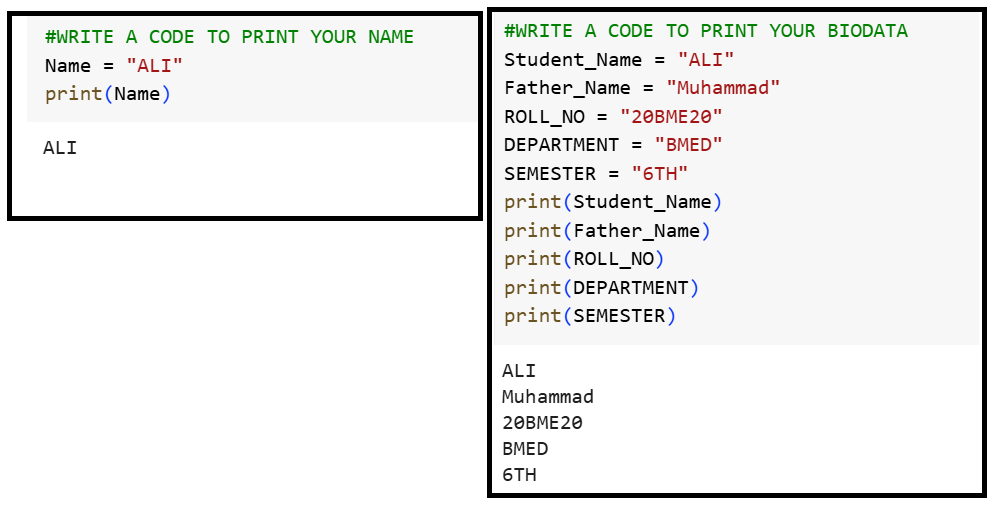 #WRITE A CODE TO PRINT YOUR NAME
Name = "ALI"
print(Name)
ALI
#WRITE A CODE TO PRINT YOUR BIODATA
Student_Name = "ALI"
Father_Name = "Muhammad"
ROLL_NO = "20BME20"
DEPARTMENT = "BMED"
SEMESTER = "6TH"
print(Student_Name)
print(Father_Name)
print(ROLL_NO)
print(DEPARTMENT)
print(SEMESTER)
ALI
Muhammad
20BME20
BMED
6TH